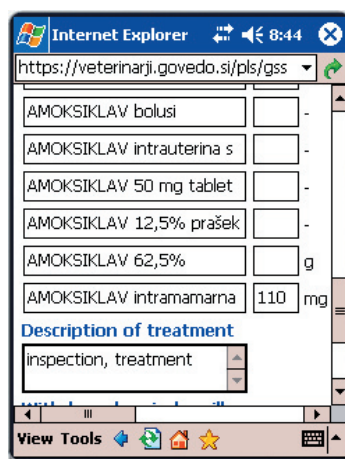 Internet Explorer 8:44
https://veterinarji.govedo.si/pls/gss
AMOKSIKLAV bolusi -
AMOKSIKLAV intrauterina s -
AMOKSIKLAV 50 mg tablet -
AMOKSIKLAV 12,5% prašek -
AMOKSIKLAV 62,5% g
AMOKSIKLAV intramamarna 110 mg
Description of treatment
inspection, treatment
View Tools